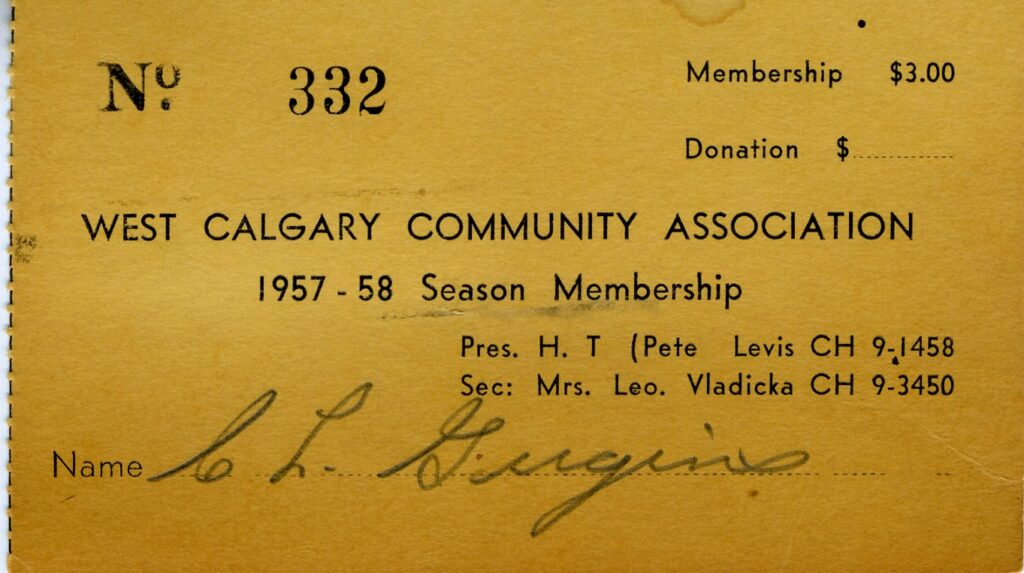 No. 332
Membership $3.00
Donation $
WEST CALGARY COMMUNITY ASSOCIATION
1957 - 58 Season Membership
Pres. H. T (Pete Levis CH 9-1458
Sec: Mrs. Leo. Vladicka CH 9-3450
Name C L.